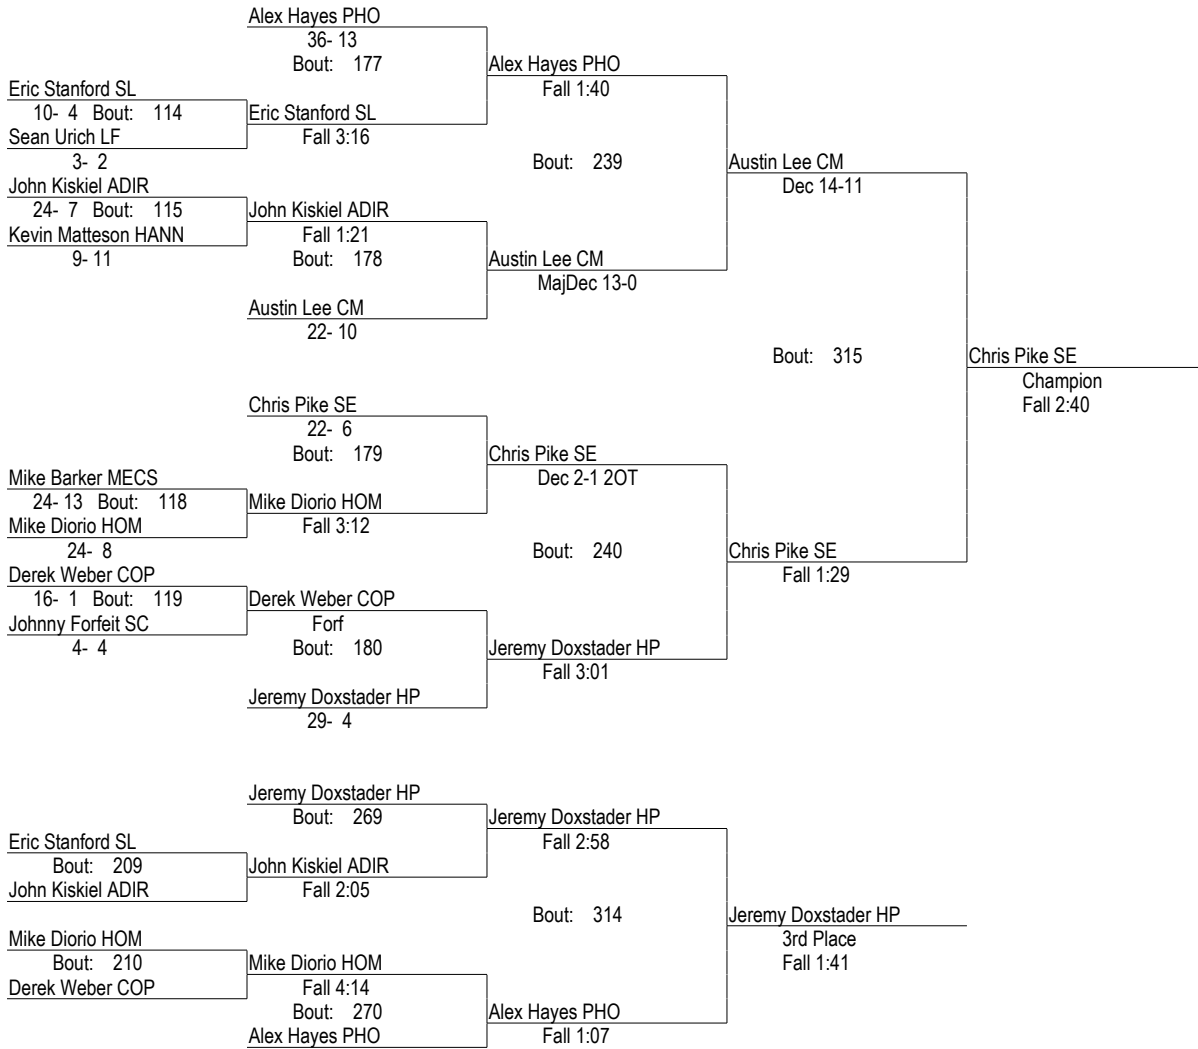 Alex Hayes PHO
36- 13
Bout: 177
Alex Hayes PHO
Eric Stanford SL
Fall 1:40
10- 4 Bout: 114
Eric Stanford SL
Sean Urich LF
Fall 3:16
3- 2
Bout: 239
Austin Lee CM
John Kiskiel ADIR
Dec 14-11
24- 7 Bout: 115
John Kiskiel ADIR
Kevin Matteson HANN
Fall 1:21
9- 11
Bout: 178
Austin Lee CM
MajDec 13-0
Austin Lee CM
22- 10
Bout: 315
Chris Pike SE
Champion
Fall 2:40
Chris Pike SE
22- 6
Bout: 179
Chris Pike SE
Mike Barker MECS
Dec 2-1 2OT
24- 13 Bout: 118
Mike Diorio HOM
Mike Diorio HOM
Fall 3:12
24- 8
Bout: 240
Chris Pike SE
Derek Weber COP
Fall 1:29
16- 1 Bout: 119
Derek Weber COP
Johnny Forfeit SC
Forf
4- 4
Bout: 180
Jeremy Doxstader HP
Fall 3:01
Jeremy Doxstader HP
29- 4
Jeremy Doxstader HP
Bout: 269
Jeremy Doxstader HP
Eric Stanford SL
Fall 2:58
Bout: 209
John Kiskiel ADIR
John Kiskiel ADIR
Fall 2:05
Bout: 314
Jeremy Doxstader HP
Mike Diorio HOM
3rd Place
Bout: 210
Mike Diorio HOM
Fall 1:41
Derek Weber COP
Fall 4:14
Bout: 270
Alex Hayes PHO
Alex Hayes PHO
Fall 1:07